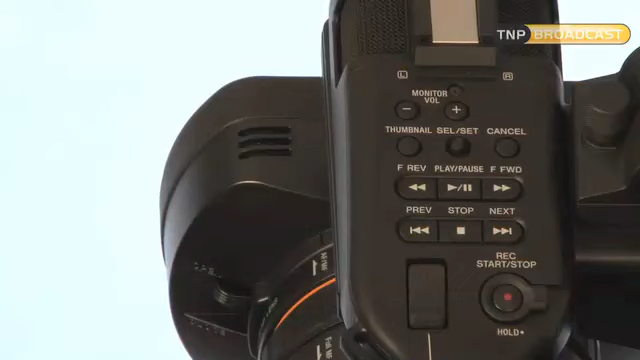 TNP BROADCAST
L R
MONITOR
VOL
− +
THUMBNAIL SEL/SET CANCEL
F REV PLAY/PAUSE F FWD
PREV STOP NEXT
REC
START/STOP
HOLD